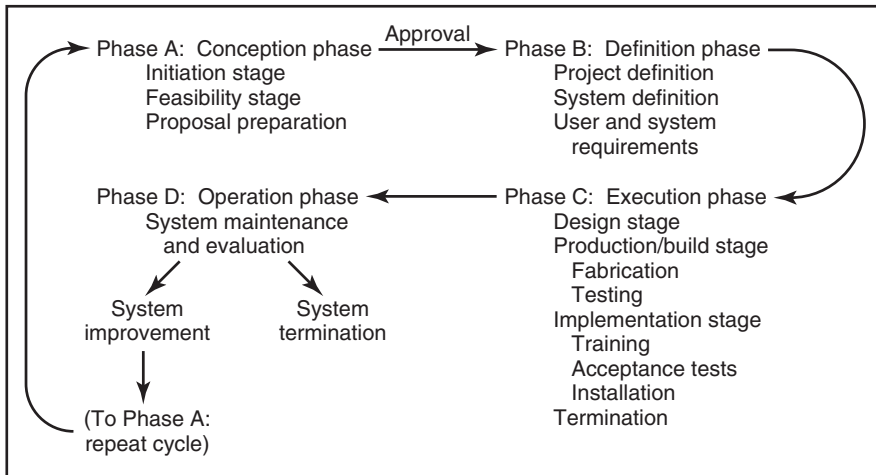 Phase A: Conception phase
Initiation stage
Feasibility stage
Proposal preparation
Approval
Phase B: Definition phase
Project definition
System definition
User and system
requirements
Phase C: Execution phase
Design stage
Production/build stage
Fabrication
Testing
Implementation stage
Training
Acceptance tests
Installation
Termination
Phase D: Operation phase
System maintenance
and evaluation
System
improvement
System
termination
(To Phase A:
repeat cycle)